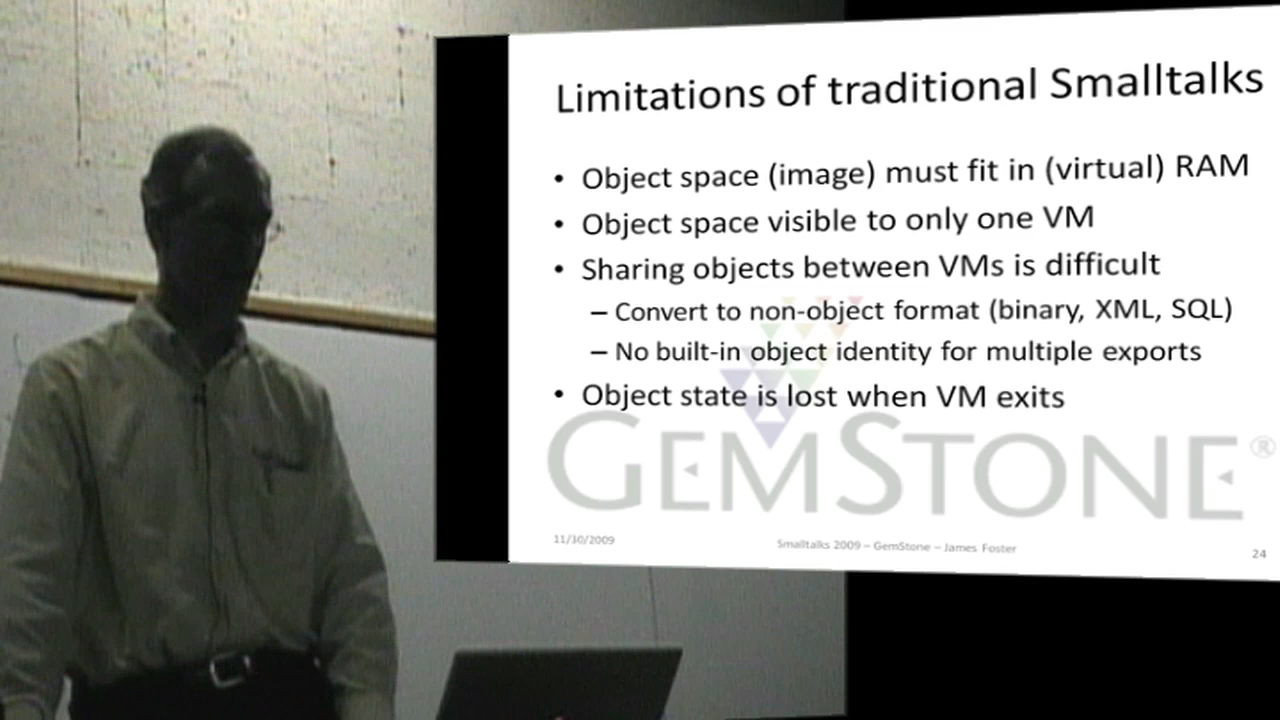 Limitations of traditional Smalltalks
• Object space (image) must fit in (virtual) RAM
• Object space visible to only one VM
• Sharing objects between VMs is difficult
– Convert to non-object format (binary, XML, SQL)
– No built-in object identity for multiple exports
• Object state is lost when VM exits
GEMSTONE®
11/30/2009
Smalltalks 2009 – GemStone – James Foster
24